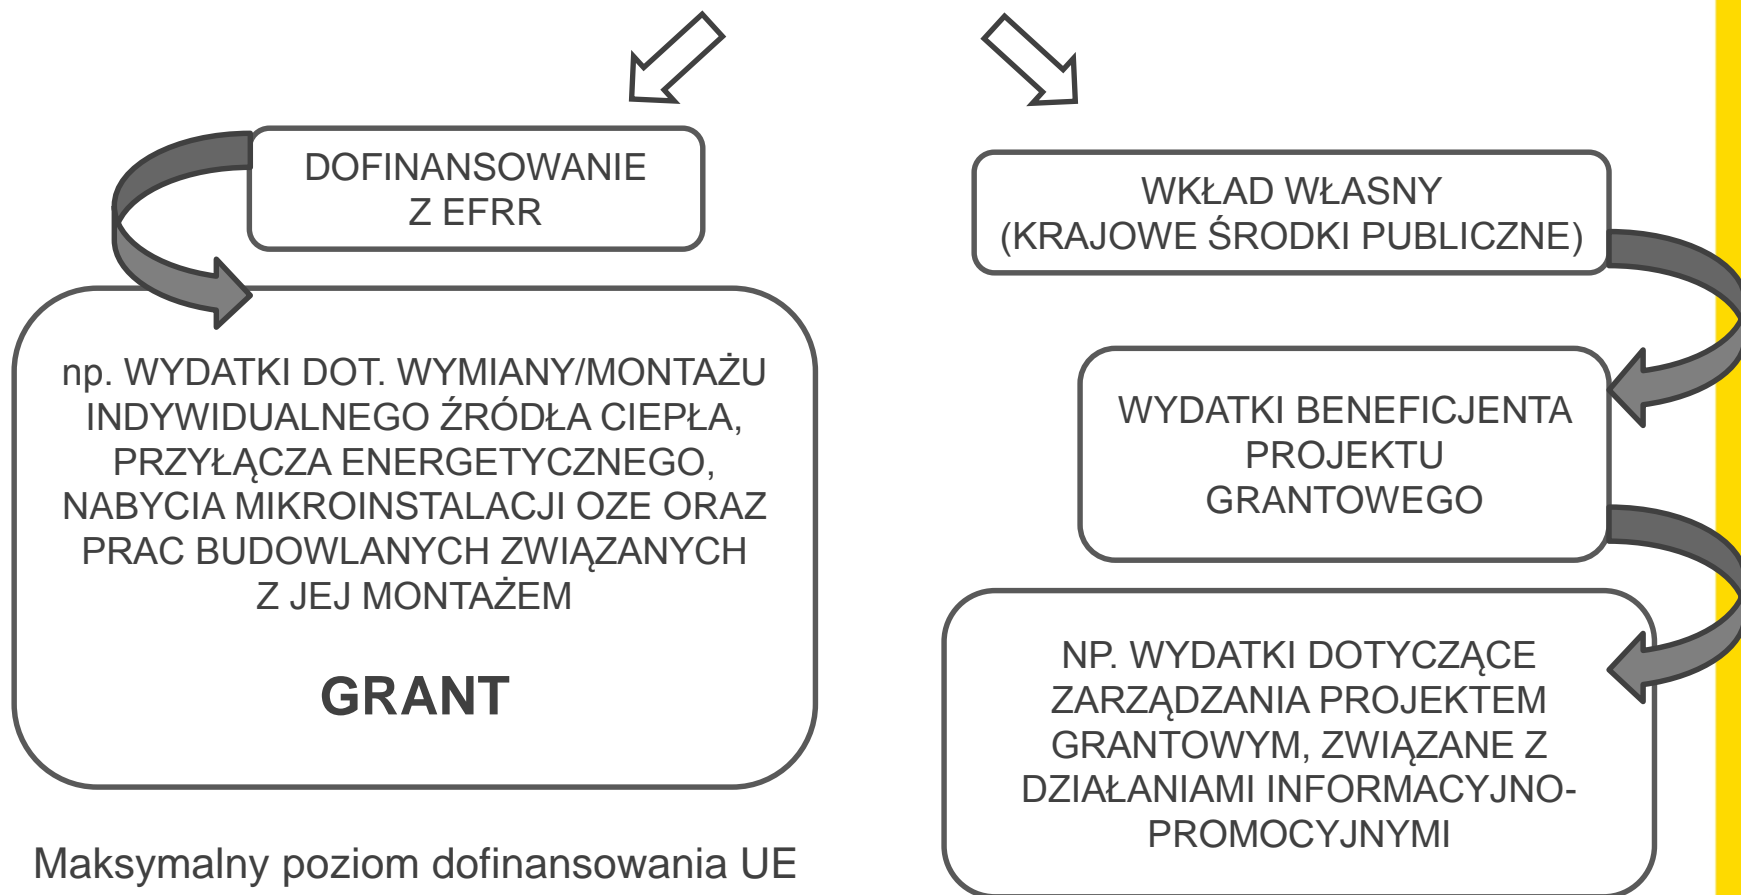 DOFINANSOWANIE
Z EFRR
np. WYDATKI DOT. WYMIANY/MONTAŻU
INDYWIDUALNEGO ŹRÓDŁA CIEPŁA,
PRZYŁĄCZA ENERGETYCZNEGO,
NABYCIA MIKROINSTALACJI OZE ORAZ
PRAC BUDOWLANYCH ZWIĄZANYCH
Z JEJ MONTAŻEM
GRANT
Maksymalny poziom dofinansowania UE
WKŁAD WŁASNY
(KRAJOWE ŚRODKI PUBLICZNE)
WYDATKI BENEFICJENTA
PROJEKTU
GRANTOWEGO
NP. WYDATKI DOTYCZĄCE
ZARZĄDZANIA PROJEKTEM
GRANTOWYM, ZWIĄZANE Z
DZIAŁANIAMI INFORMACYJNO-
PROMOCYJNYMI